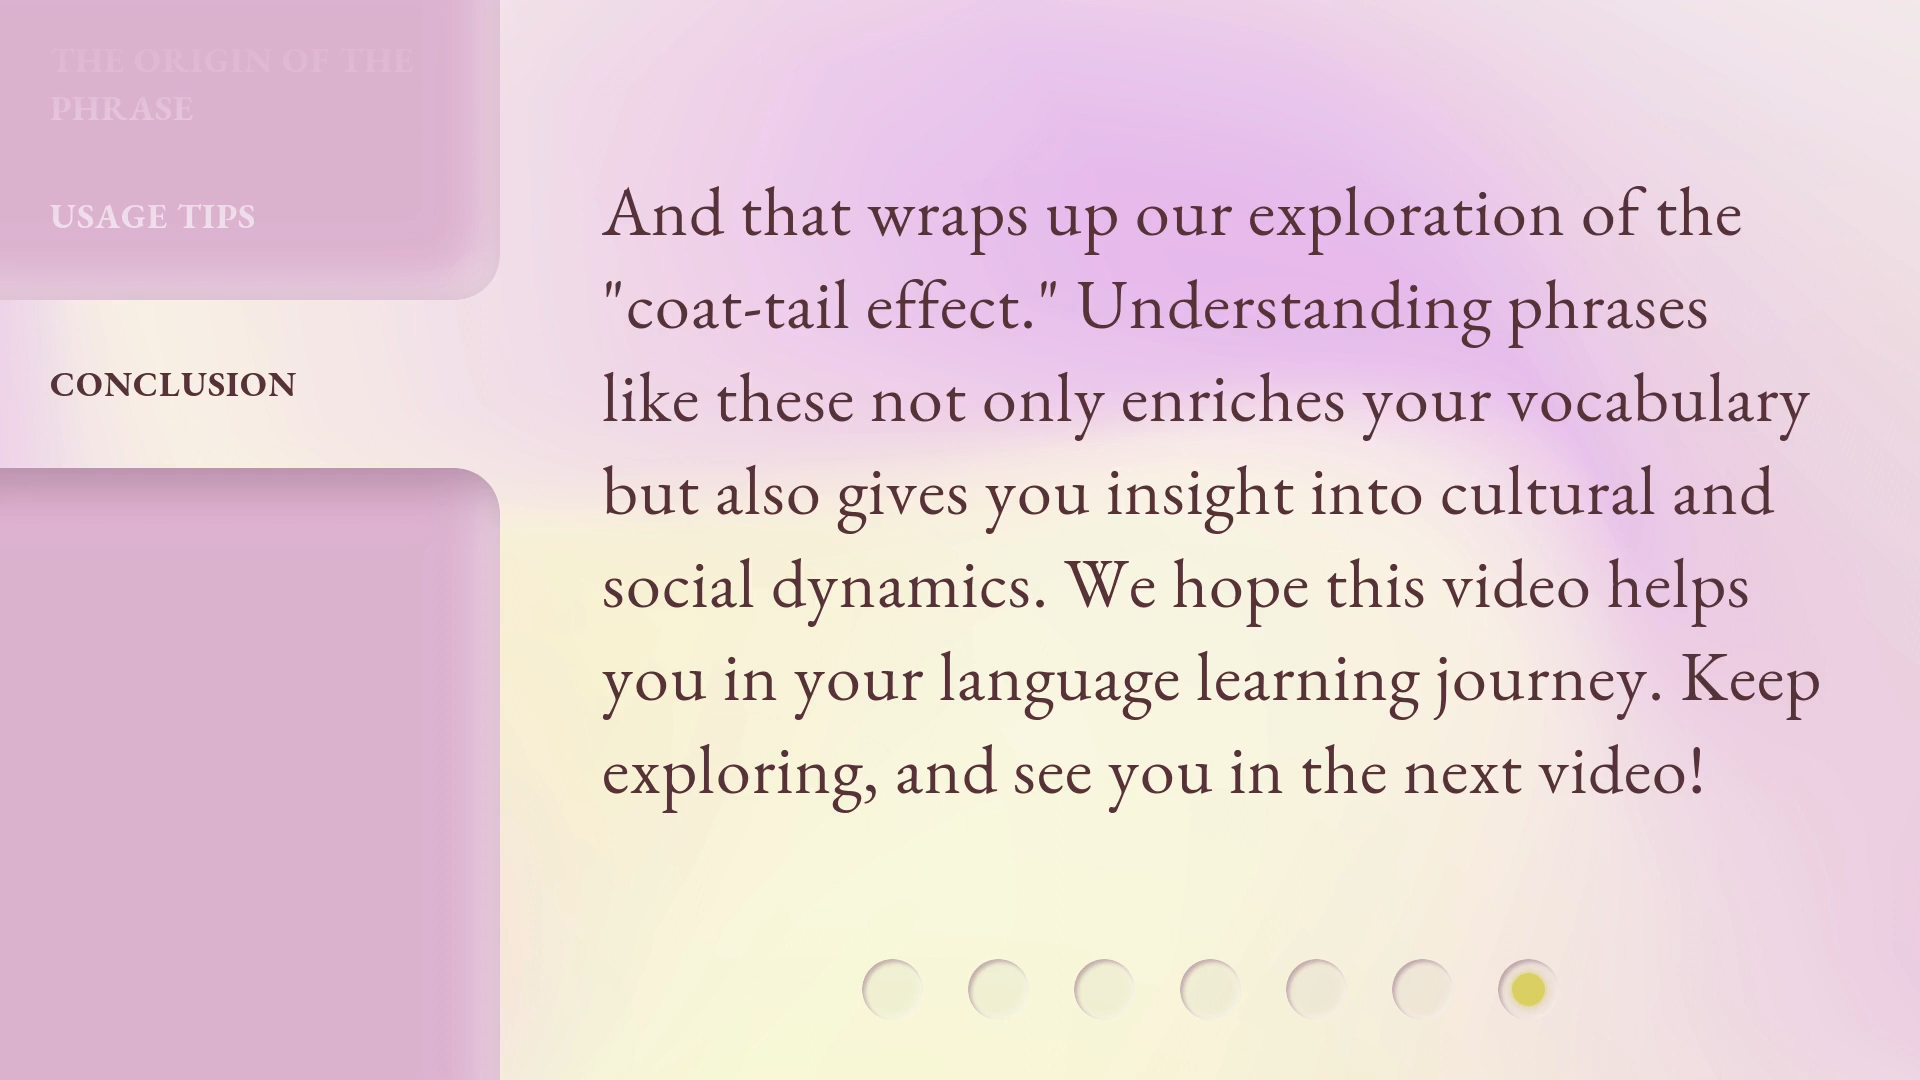 THE ORIGIN OF THE
PHRASE
USAGE TIPS
CONCLUSION
And that wraps up our exploration of the
"coat-tail effect." Understanding phrases
like these not only enriches your vocabulary
but also gives you insight into cultural and
social dynamics. We hope this video helps
you in your language learning journey. Keep
exploring, and see you in the next video!